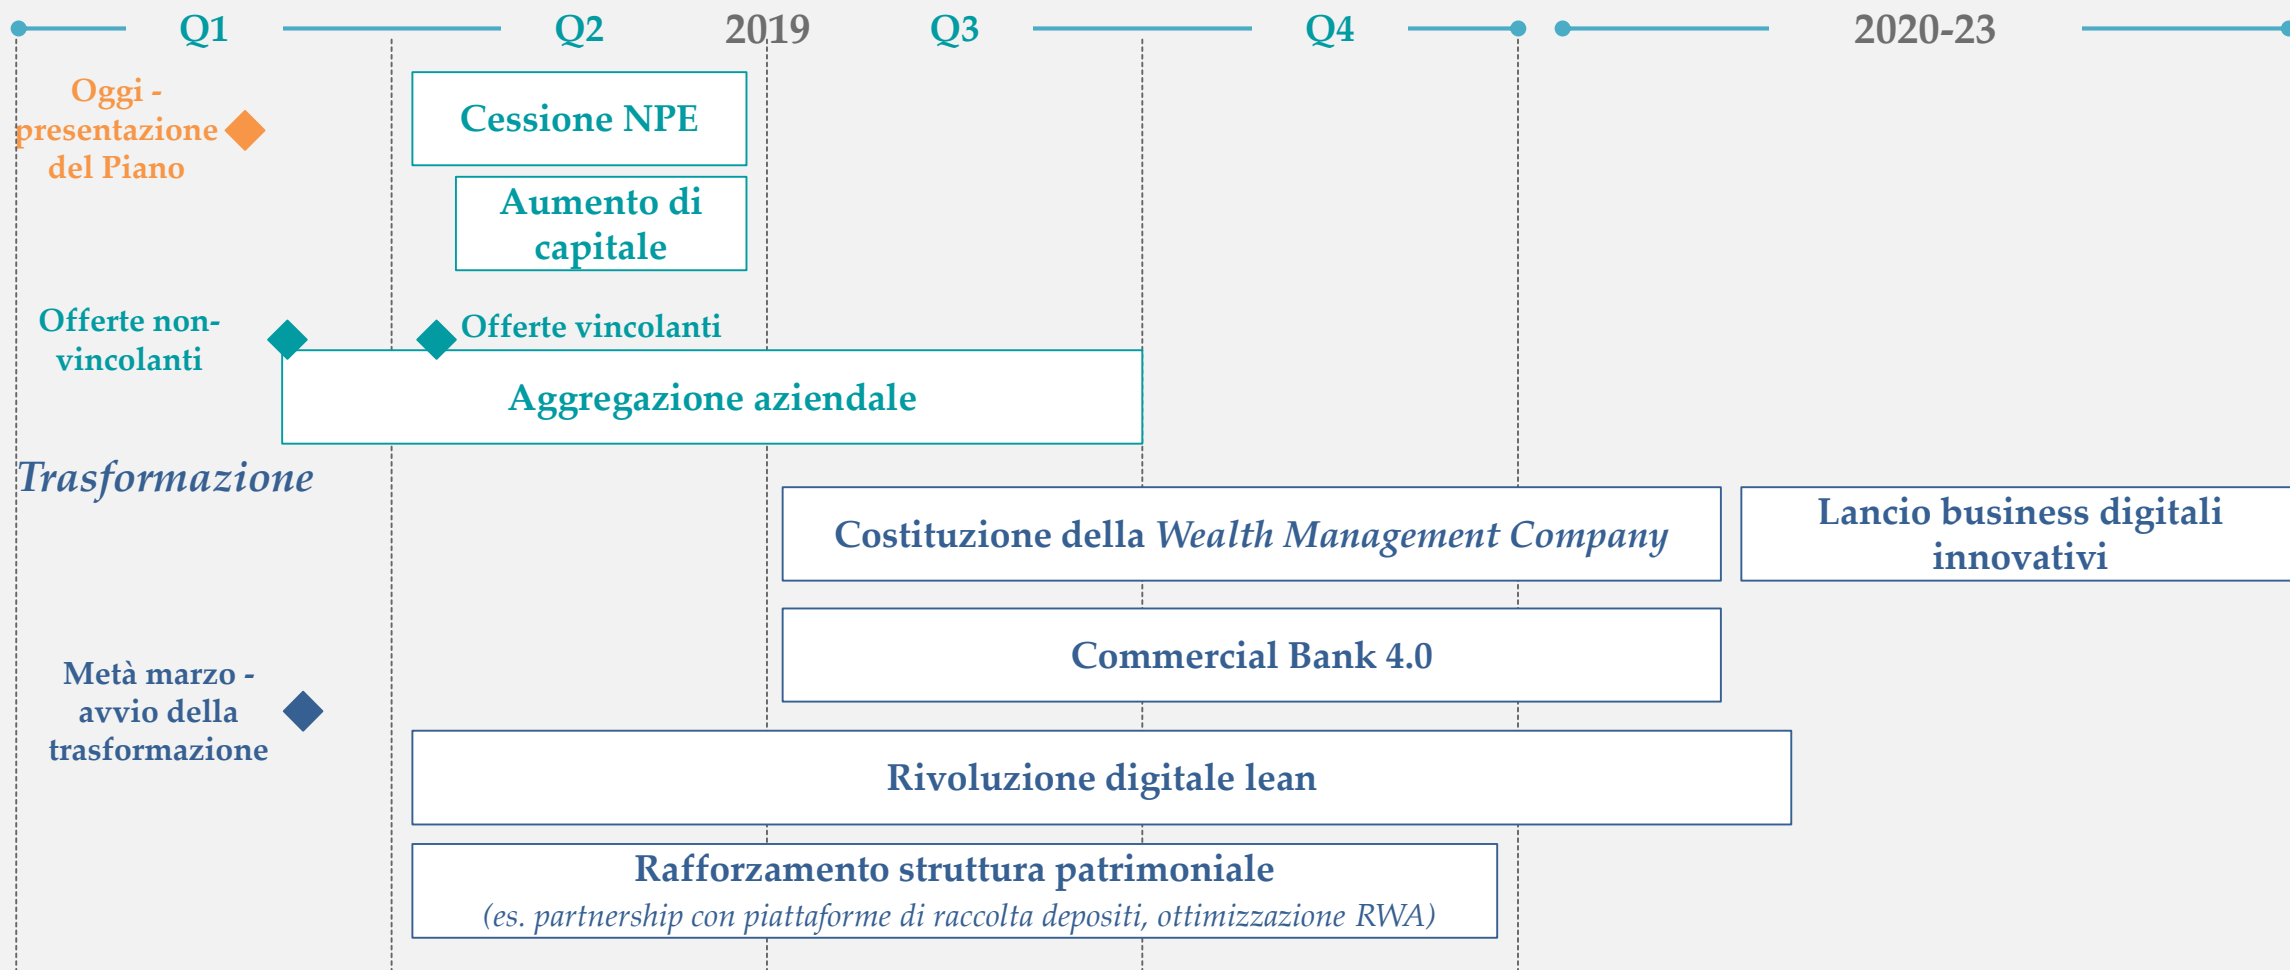 Q1
Q2
2019
Q3
Q4
2020-23
Oggi -
presentazione
del Piano
Cessione NPE
Aumento di
capitale
Offerte non-
vincolanti
Offerte vincolanti
Aggregazione aziendale
Trasformazione
Costituzione della Wealth Management Company
Lancio business digitali
innovativi
Commercial Bank 4.0
Metà marzo -
avvio della
trasformazione
Rivoluzione digitale lean
Rafforzamento struttura patrimoniale
(es. partnership con piattaforme di raccolta depositi, ottimizzazione RWA)